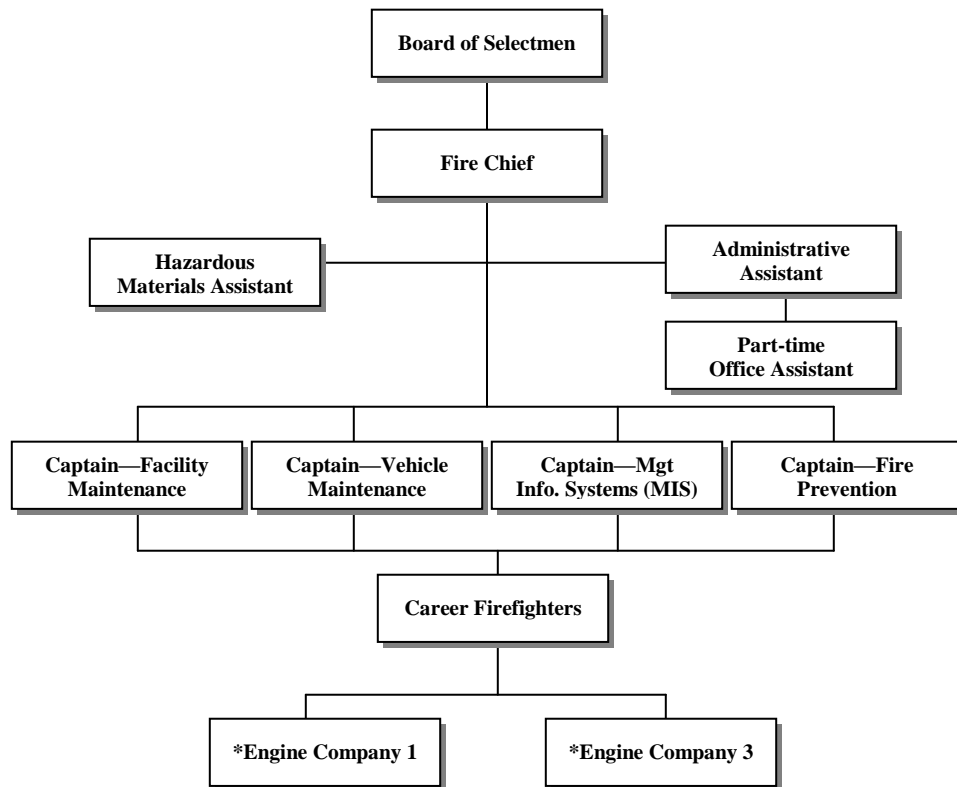 Board of Selectmen
Fire Chief
Hazardous
Materials Assistant
Administrative
Assistant
Part-time
Office Assistant
Captain—Facility
Maintenance
Captain—Vehicle
Maintenance
Captain—Mgt
Info. Systems (MIS)
Captain—Fire
Prevention
Career Firefighters
*Engine Company 1
*Engine Company 3